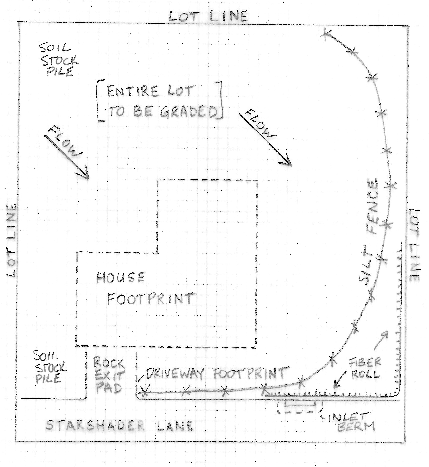 LOT LINE
SOIL
STOCK
PILE
[ENTIRE LOT
TO BE GRADED]
FLOW
FLOW
SILT FENCE
LOT LINE
LOT LINE
HOUSE
FOOTPRINT
SOIL
STOCK
PILE
ROCK
EXIT
PAD
DRIVEWAY FOOTPRINT
FIBER
ROLL
STARSHADER LANE
INLET
BERM